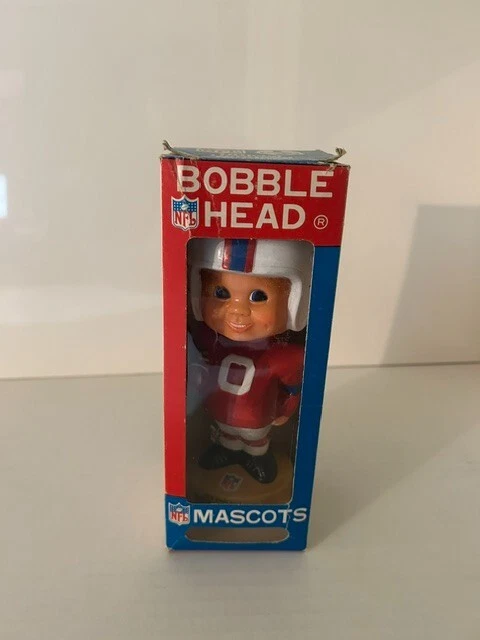 BOBBLE
NFL HEAD ®
0
NFL MASCOTS